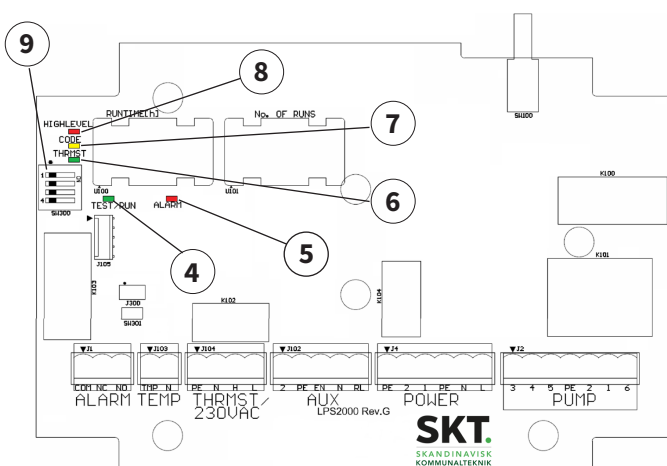 9
8
7
6
5
4
HIGHLEVEL
CODE
THRMST
RUNTIME[h]
No. OF RUNS
SW100
1
4
ON
SW300
U100
U101
TEST/RUN
ALARM
J105
K103
J300
SW301
K102
K104
K100
K101
J1
J103
J104
J102
J4
J2
COM NC NO
TMP N
PE N H L
2 PE EN N RL
PE 2 1 PE N L
3 4 5 PE 2 1 6
ALARM
TEMP
THRMST/
230VAC
AUX
POWER
PUMP
LPS2000 Rev.G
SKT.
SKANDINAVISK
KOMMUNALTEKNIK